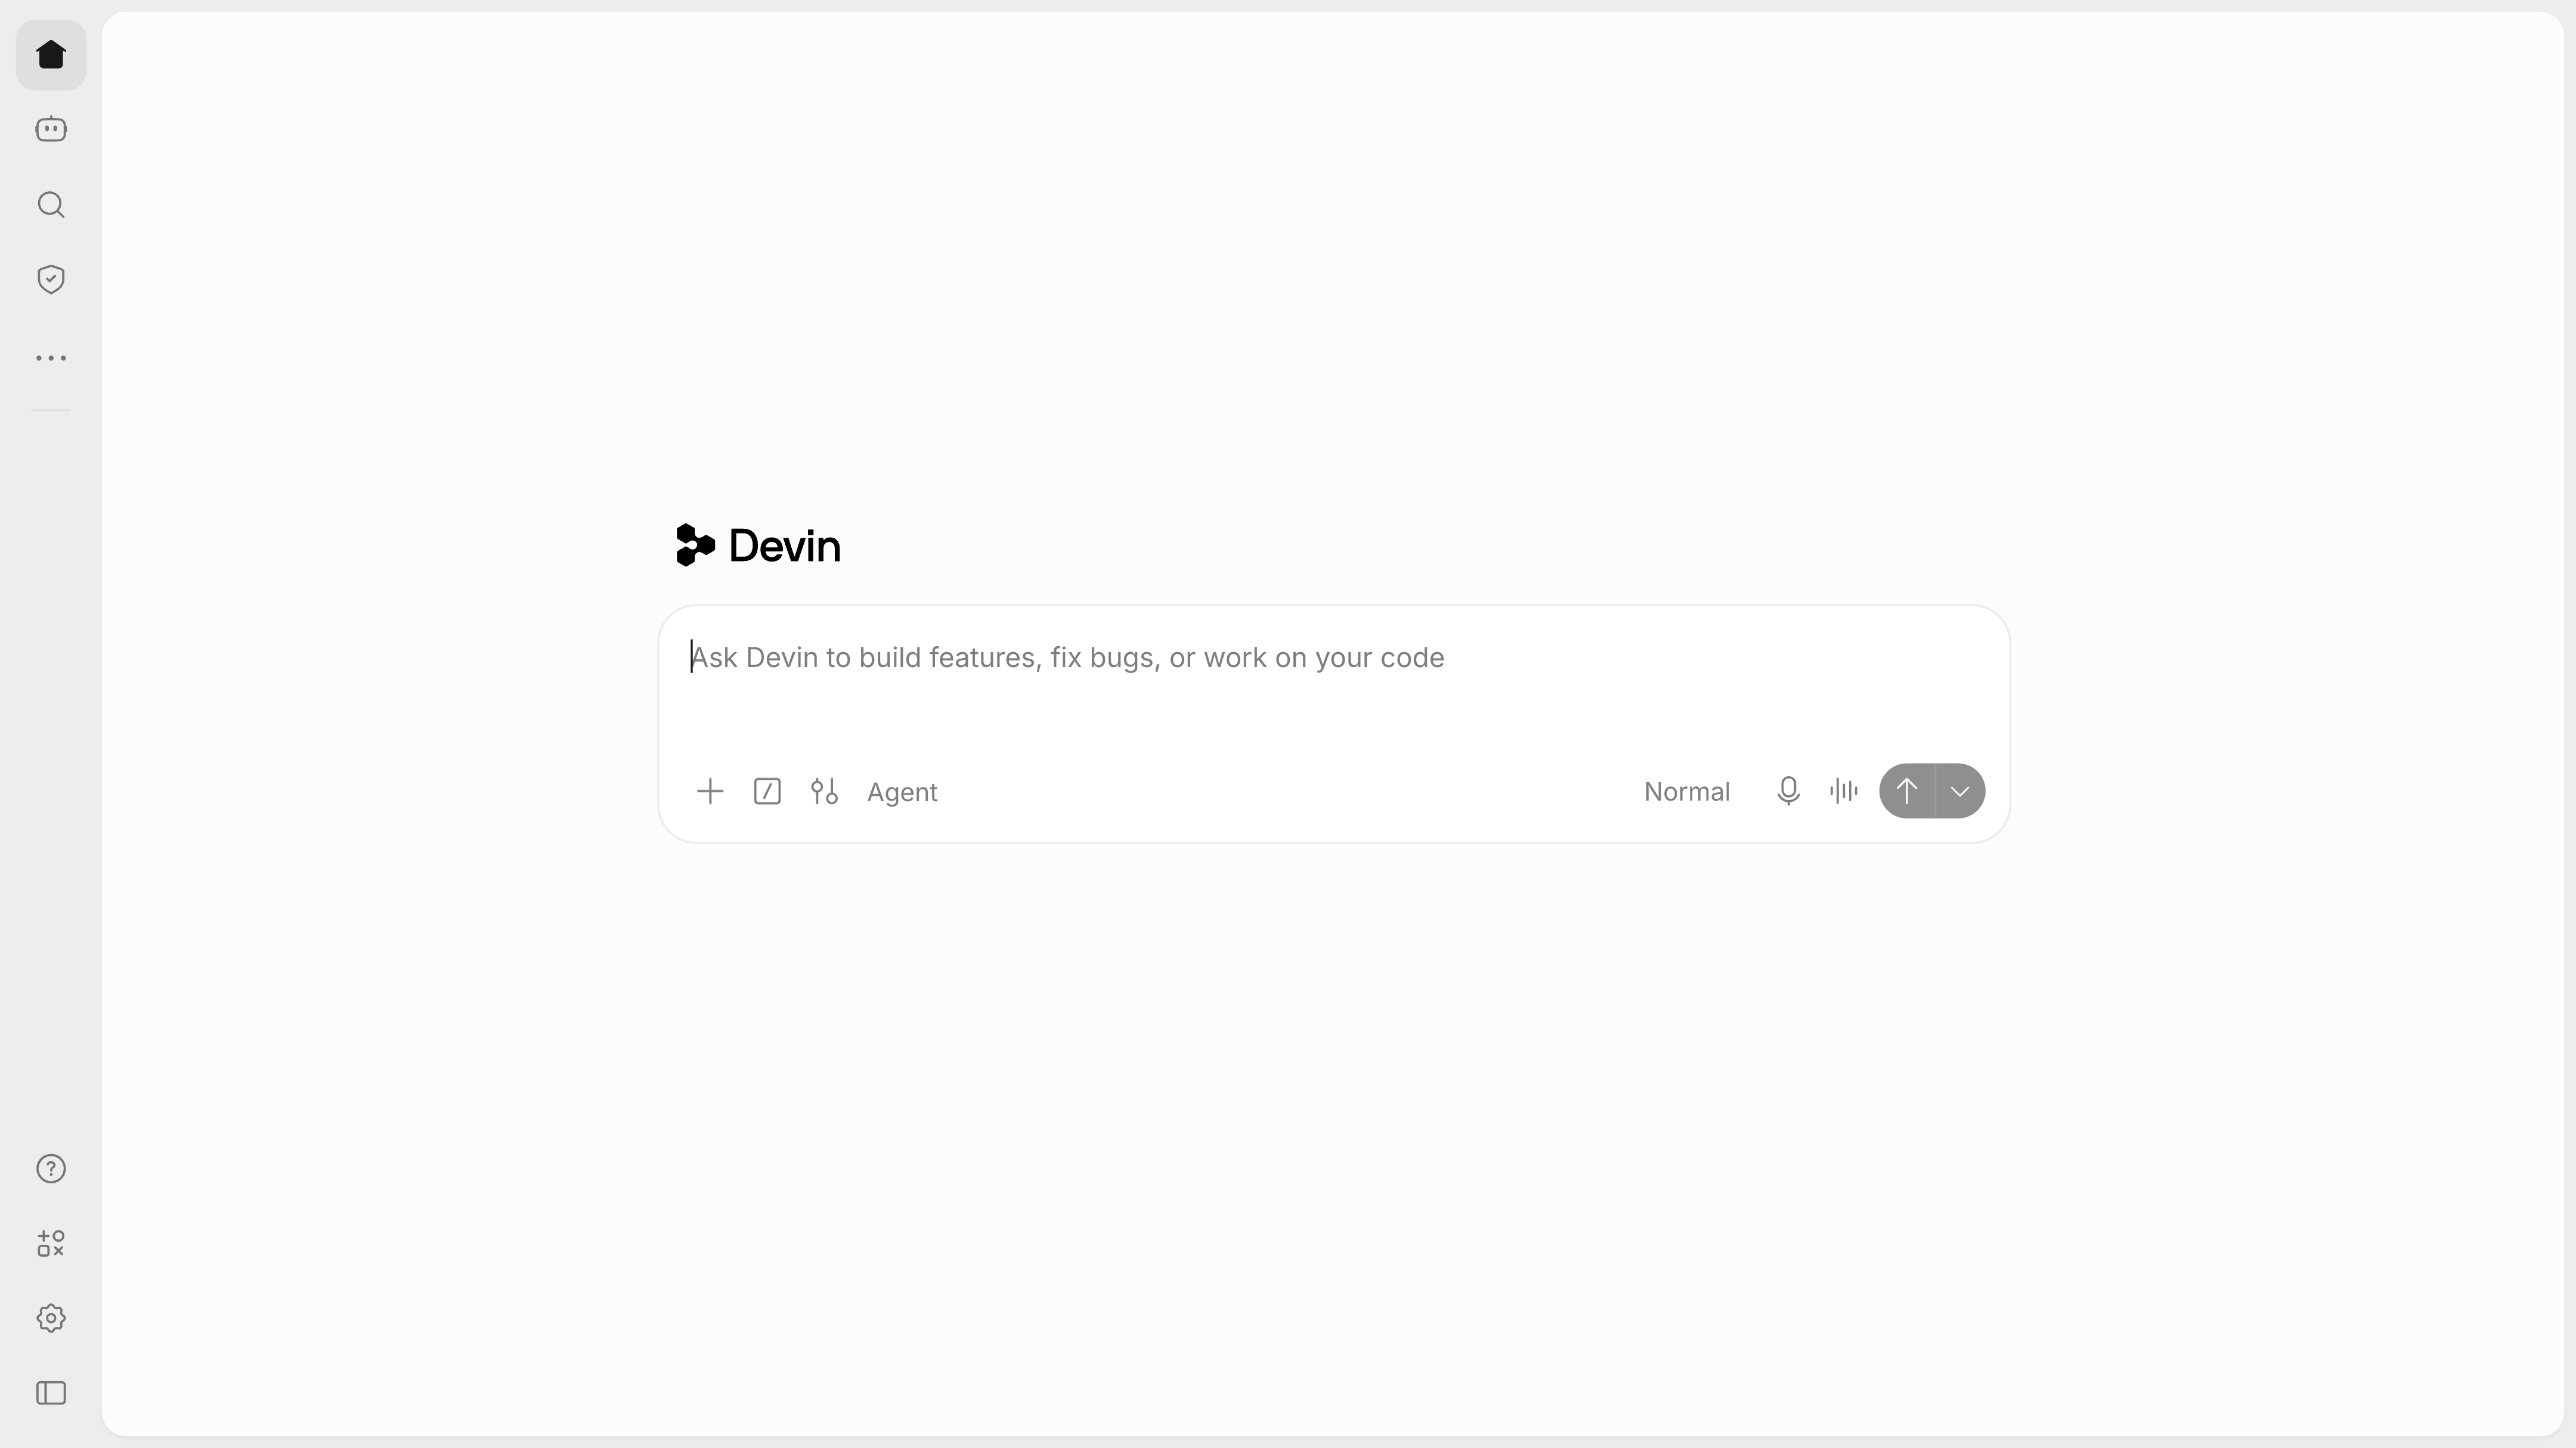 Devin
Ask Devin to build features, fix bugs, or work on your code
Agent
Normal